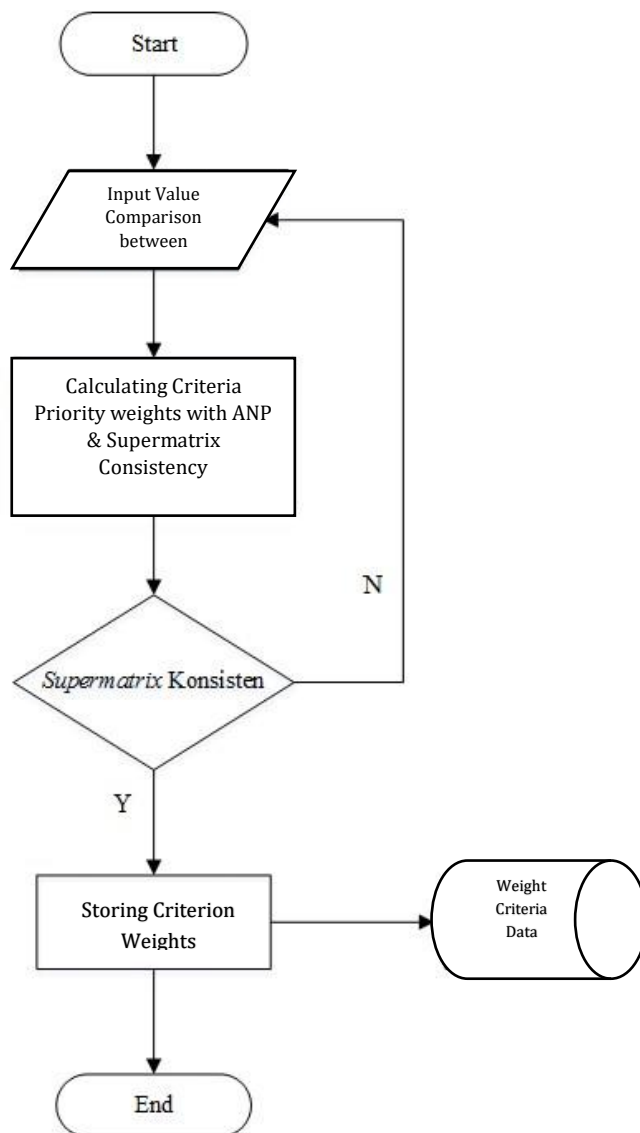 Start
Input Value
Comparison
between
Calculating Criteria
Priority weights with ANP
& Supermatrix
Consistency
N
Supermatrix Konsisten
Y
Storing Criterion
Weights
Weight
Criteria
Data
End